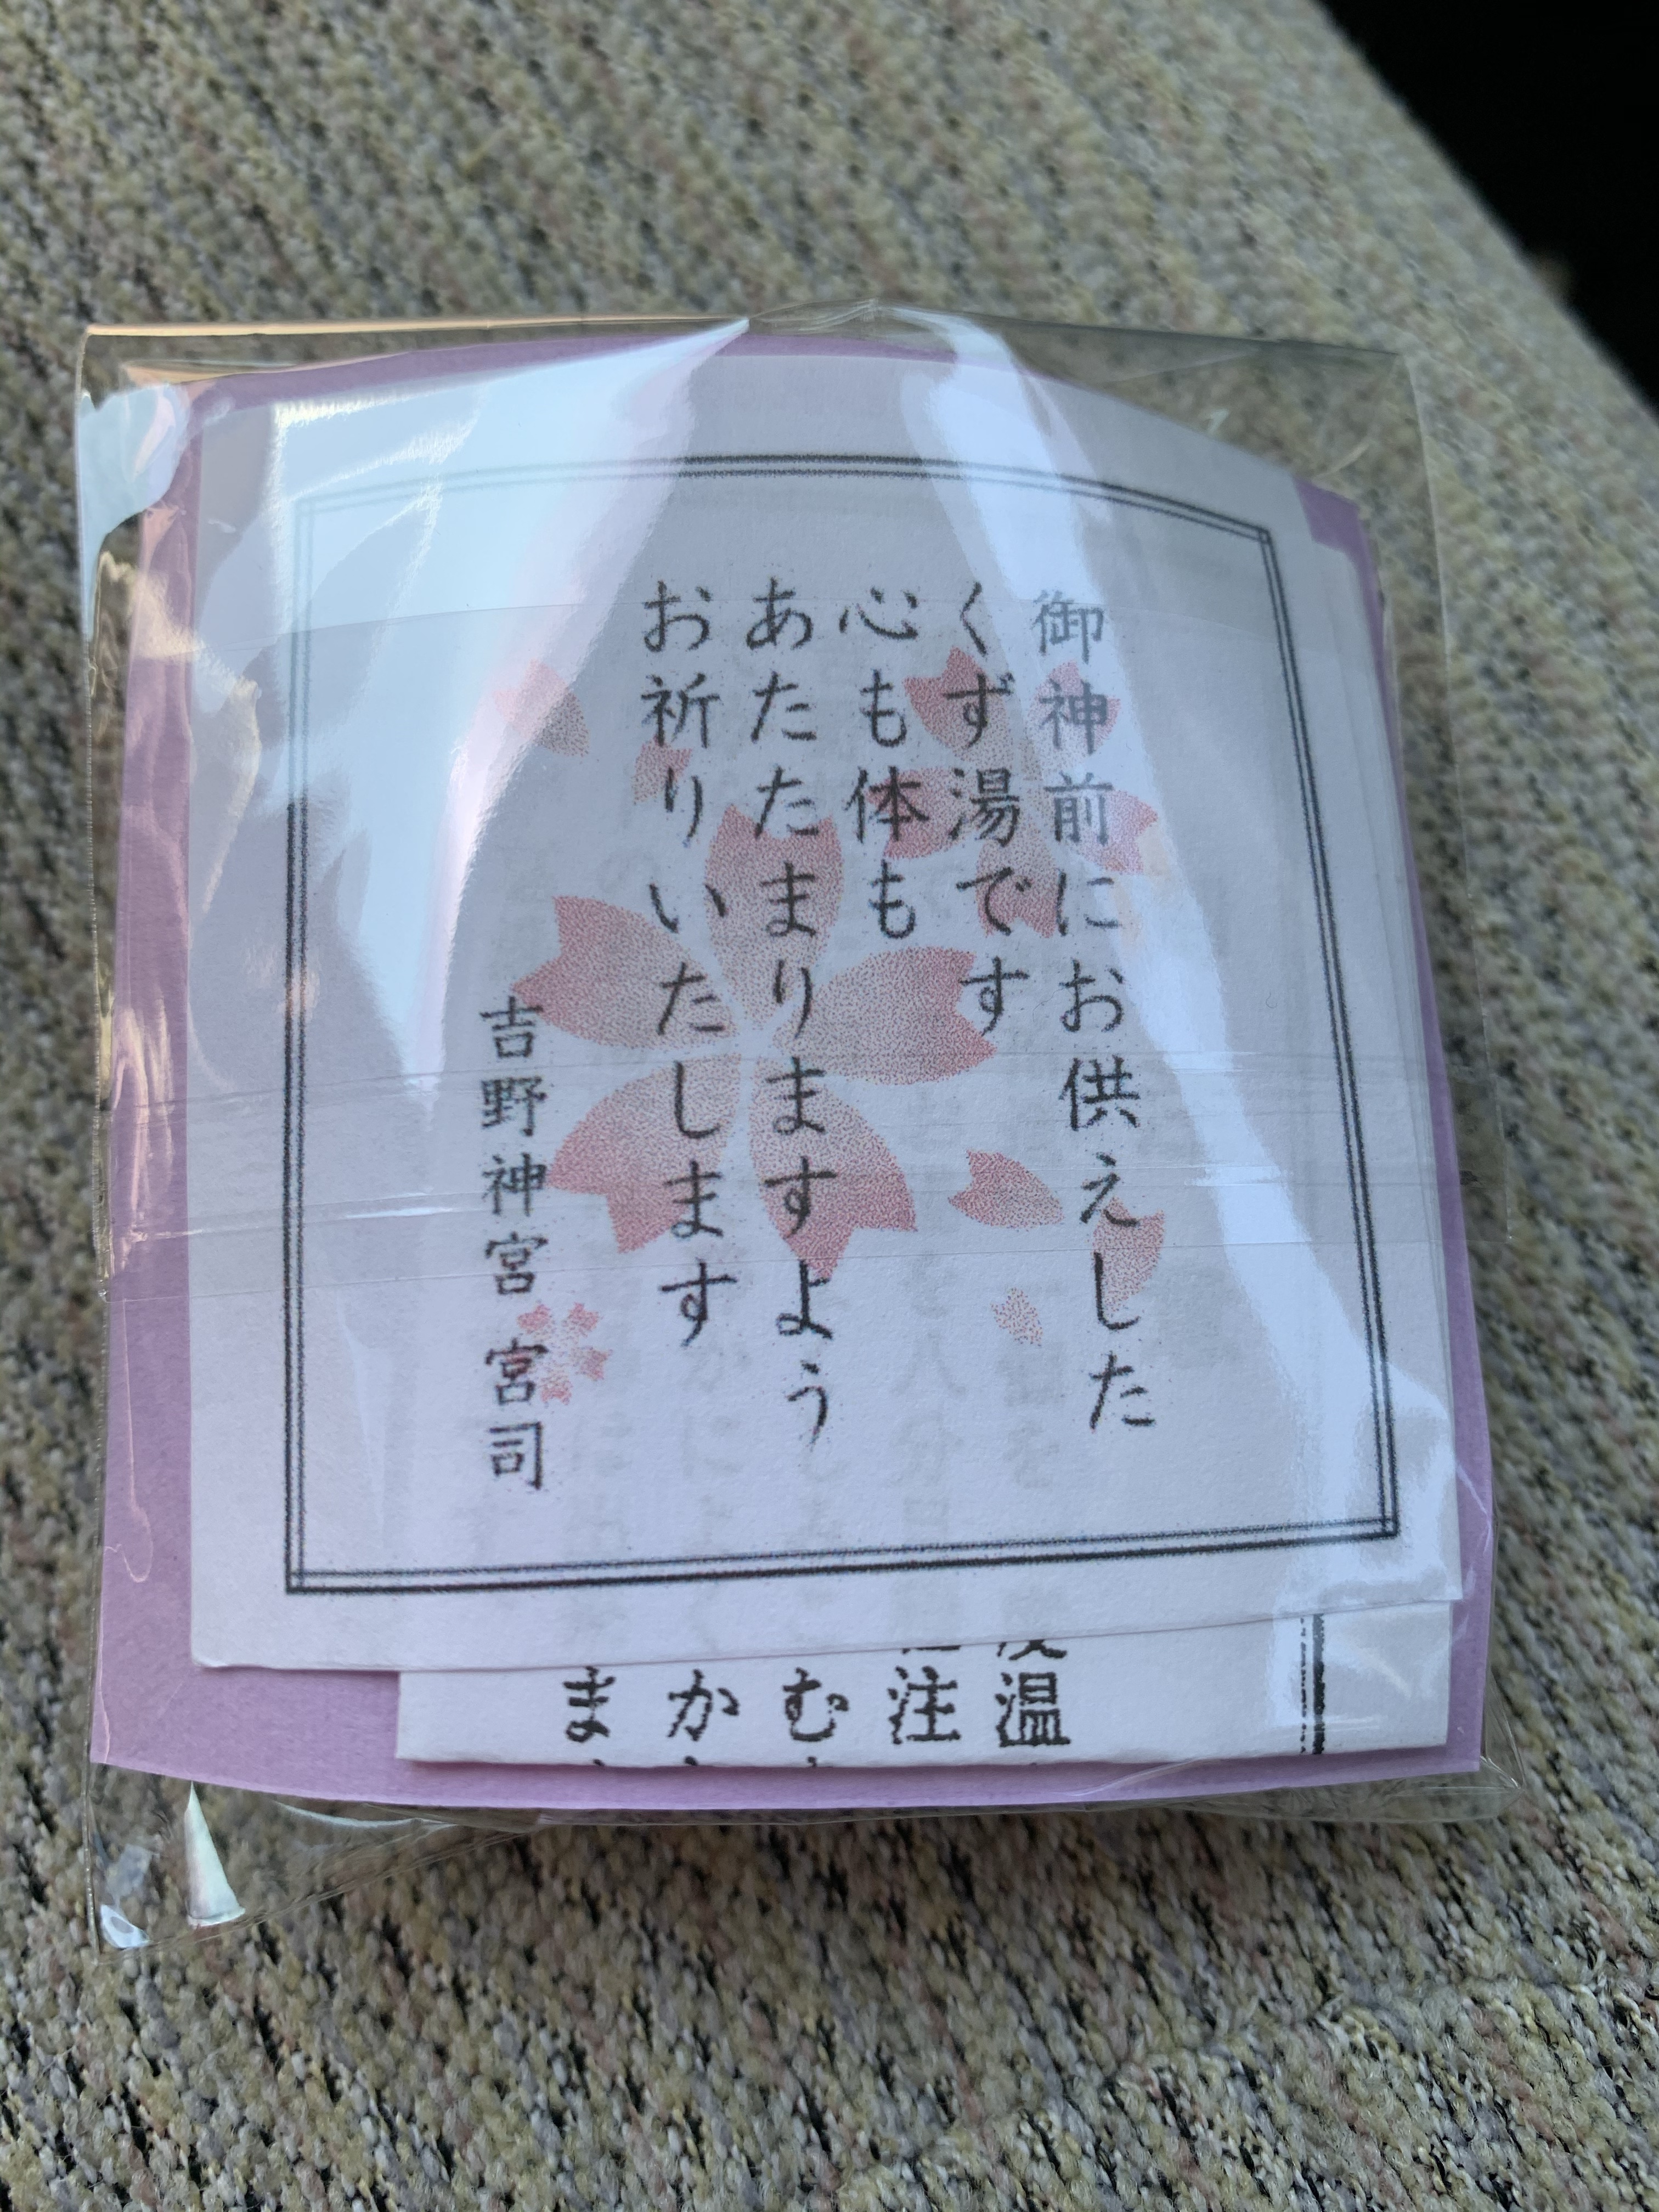 御神前にお供えした
くず湯です
心も体も
あたたまりますよう
お祈りいたします
吉野神宮 宮司
温
注
む
か
ま